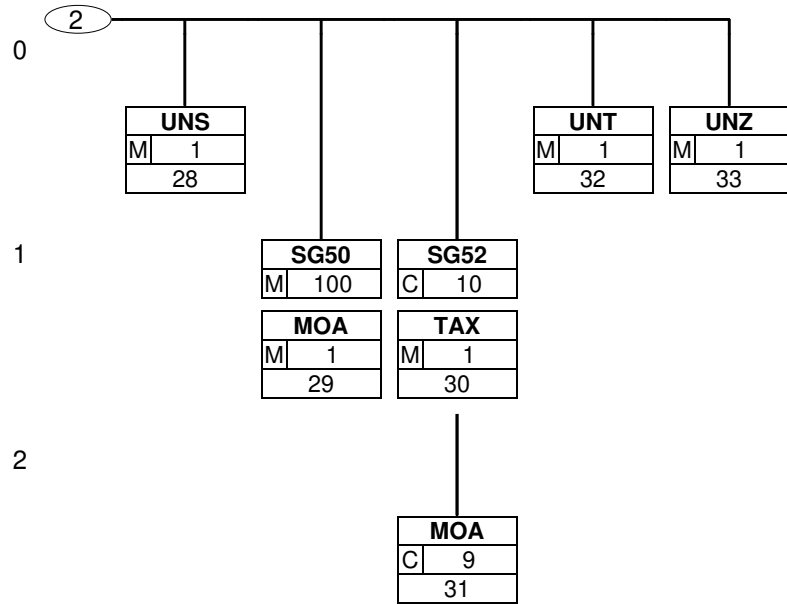 2
0
UNS UNT UNZ
M 1 M 1 M 1
28 32 33
1
SG50 SG52
M 100 C 10
MOA TAX
M 1 M 1
29 30
2
MOA
C 9
31